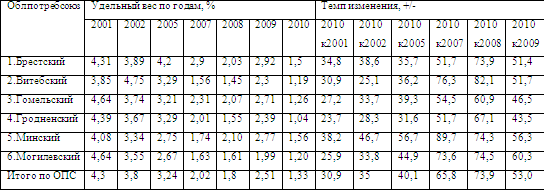 Облпотребсоюз Удельный вес по годам, % Темп изменения, +/-
2001 2002 2005 2007 2008 2009 2010 2010 2010 2010 2010 2010 2010
к2001 к2002 к2005 к2007 к2008 к2009
1.Брестский 4,31 3,89 4,2 2,9 2,03 2,92 1,5 34,8 38,6 35,7 51,7 73,9 51,4
2.Витебский 3,85 4,75 3,29 1,56 1,45 2,3 1,19 30,9 25,1 36,2 76,3 82,1 51,7
3.Гомельский 4,64 3,74 3,21 2,31 2,07 2,71 1,26 27,2 33,7 39,3 54,5 60,9 46,5
4.Гродненский 4,39 3,67 3,29 2,01 1,55 2,39 1,04 23,7 28,3 31,6 51,7 67,1 43,5
5.Минский 4,08 3,34 2,75 1,74 2,10 2,77 1,56 38,2 46,7 56,7 89,7 74,3 56,3
6.Могилевский 4,64 3,55 2,67 1,63 1,61 1,99 1,20 25,9 33,8 44,9 73,6 74,5 60,3
Итого по ОПС 4,3 3,8 3,24 2,02 1,8 2,51 1,33 30,9 35 40,1 65,8 73,9 53,0